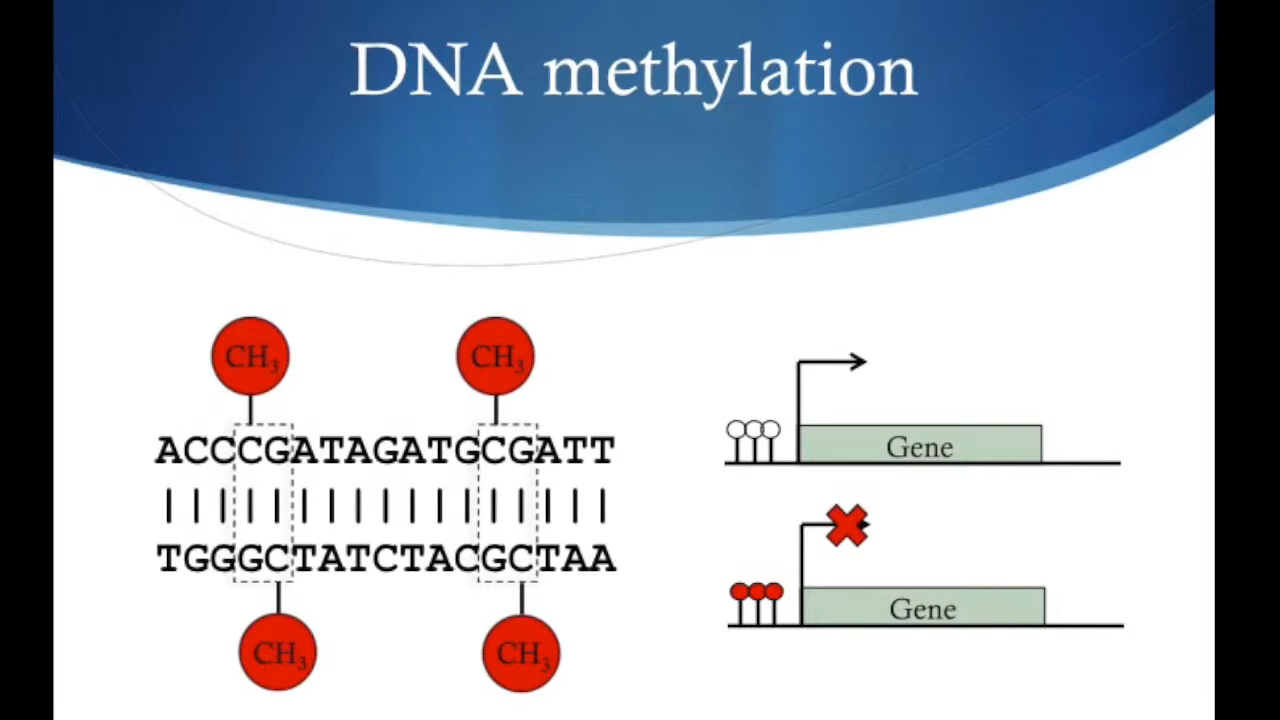 DNA methylation
CH₃ CH₃
ACCCGATAGATGCGATT
TGGGCTATCTACGCTAA
CH₃ CH₃
Gene
Gene